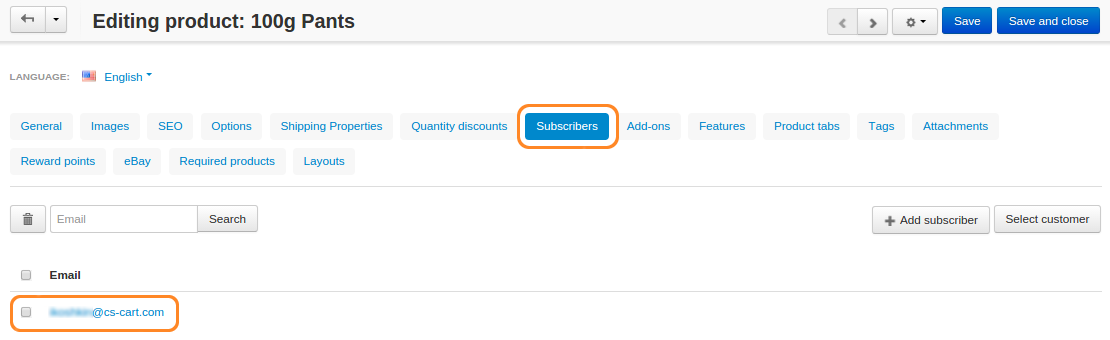 Editing product: 100g Pants
Save
Save and close
LANGUAGE: English
General Images SEO Options Shipping Properties Quantity discounts Subscribers Add-ons Features Product tabs Tags Attachments
Reward points eBay Required products Layouts
Email Search Add subscriber Select customer
Email
@cs-cart.com